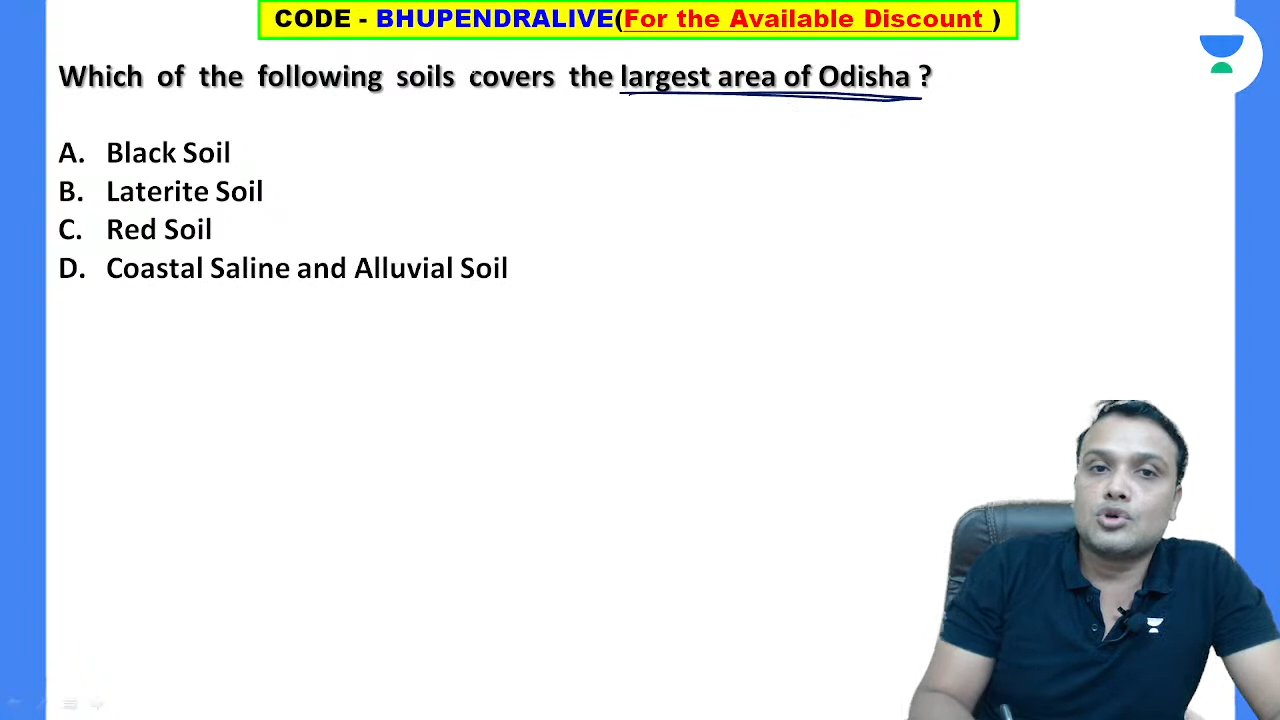 CODE - BHUPENDRALIVE(For the Available Discount )
Which of the following soils covers the largest area of Odisha ?
A. Black Soil
B. Laterite Soil
C. Red Soil
D. Coastal Saline and Alluvial Soil